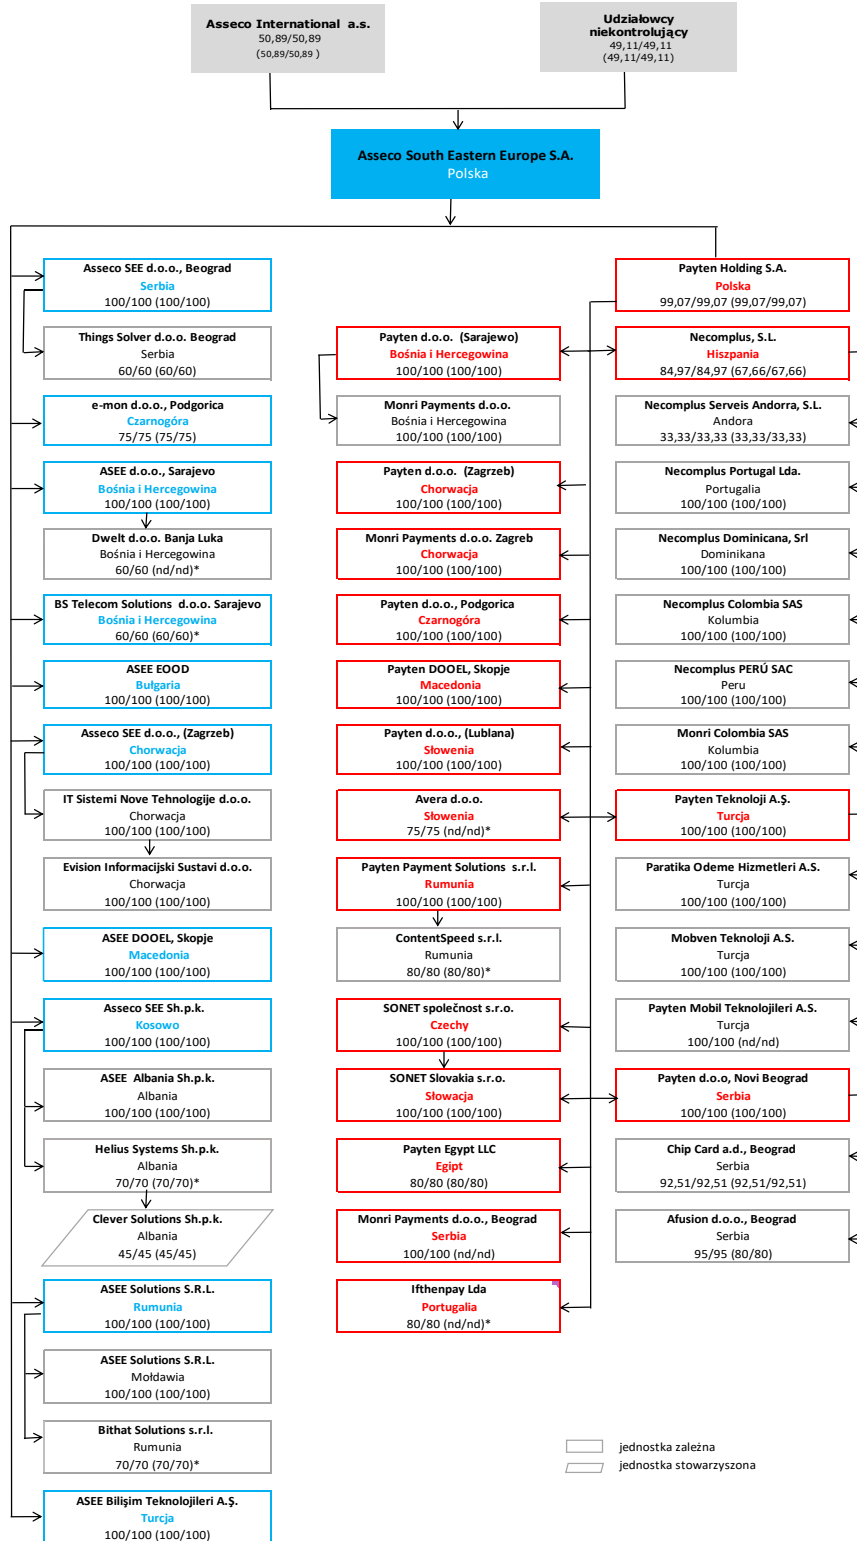 Asseco International a.s.
50,89/50,89
(50,89/50,89 )
Udziałowcy
niekontrolujący
49,11/49,11
(49,11/49,11)
Asseco South Eastern Europe S.A.
Polska
Asseco SEE d.o.o., Beograd
Serbia
100/100 (100/100)
Things Solver d.o.o. Beograd
Serbia
60/60 (60/60)
e-mon d.o.o., Podgorica
Czarnogóra
75/75 (75/75)
ASEE d.o.o., Sarajevo
Bośnia i Hercegowina
100/100 (100/100)
Dwelt d.o.o. Banja Luka
Bośnia i Hercegowina
60/60 (nd/nd)*
BS Telecom Solutions d.o.o. Sarajevo
Bośnia i Hercegowina
60/60 (60/60)*
ASEE EOOD
Bułgaria
100/100 (100/100)
Asseco SEE d.o.o., (Zagrzeb)
Chorwacja
100/100 (100/100)
IT Sistemi Nove Tehnologije d.o.o.
Chorwacja
100/100 (100/100)
Evision Informacijski Sustavi d.o.o.
Chorwacja
100/100 (100/100)
ASEE DOOEL, Skopje
Macedonia
100/100 (100/100)
Asseco SEE Sh.p.k.
Kosowo
100/100 (100/100)
ASEE Albania Sh.p.k.
Albania
100/100 (100/100)
Helius Systems Sh.p.k.
Albania
70/70 (70/70)*
Clever Solutions Sh.p.k.
Albania
45/45 (45/45)
ASEE Solutions S.R.L.
Rumunia
100/100 (100/100)
ASEE Solutions S.R.L.
Mołdawia
100/100 (100/100)
Bithat Solutions s.r.l.
Rumunia
70/70 (70/70)*
ASEE Bilişim Teknolojileri A.Ş.
Turcja
100/100 (100/100)
Payten d.o.o. (Sarajewo)
Bośnia i Hercegowina
100/100 (100/100)
Monri Payments d.o.o.
Bośnia i Hercegowina
100/100 (100/100)
Payten d.o.o. (Zagrzeb)
Chorwacja
100/100 (100/100)
Monri Payments d.o.o. Zagreb
Chorwacja
100/100 (100/100)
Payten d.o.o., Podgorica
Czarnogóra
100/100 (100/100)
Payten DOOEL, Skopje
Macedonia
100/100 (100/100)
Payten d.o.o., (Lublana)
Słowenia
100/100 (100/100)
Avera d.o.o.
Słowenia
75/75 (nd/nd)*
Payten Payment Solutions s.r.l.
Rumunia
100/100 (100/100)
ContentSpeed s.r.l.
Rumunia
80/80 (80/80)*
SONET společnost s.r.o.
Czechy
100/100 (100/100)
SONET Slovakia s.r.o.
Słowacja
100/100 (100/100)
Payten Egypt LLC
Egipt
80/80 (80/80)
Monri Payments d.o.o., Beograd
Serbia
100/100 (nd/nd)
Ifthenpay Lda
Portugalia
80/80 (nd/nd)*
Payten Holding S.A.
Polska
99,07/99,07 (99,07/99,07)
Necomplus, S.L.
Hiszpania
84,97/84,97 (67,66/67,66)
Necomplus Serveis Andorra, S.L.
Andora
33,33/33,33 (33,33/33,33)
Necomplus Portugal Lda.
Portugalia
100/100 (100/100)
Necomplus Dominicana, Srl
Dominikana
100/100 (100/100)
Necomplus Colombia SAS
Kolumbia
100/100 (100/100)
Necomplus PERÚ SAC
Peru
100/100 (100/100)
Monri Colombia SAS
Kolumbia
100/100 (100/100)
Payten Teknoloji A.Ş.
Turcja
100/100 (100/100)
Paratika Odeme Hizmetleri A.S.
Turcja
100/100 (100/100)
Mobven Teknoloji A.S.
Turcja
100/100 (100/100)
Payten Mobil Teknolojileri A.S.
Turcja
100/100 (nd/nd)
Payten d.o.o, Novi Beograd
Serbia
100/100 (100/100)
Chip Card a.d., Beograd
Serbia
92,51/92,51 (92,51/92,51)
Afusion d.o.o., Beograd
Serbia
95/95 (80/80)
jednostka zależna
jednostka stowarzyszona